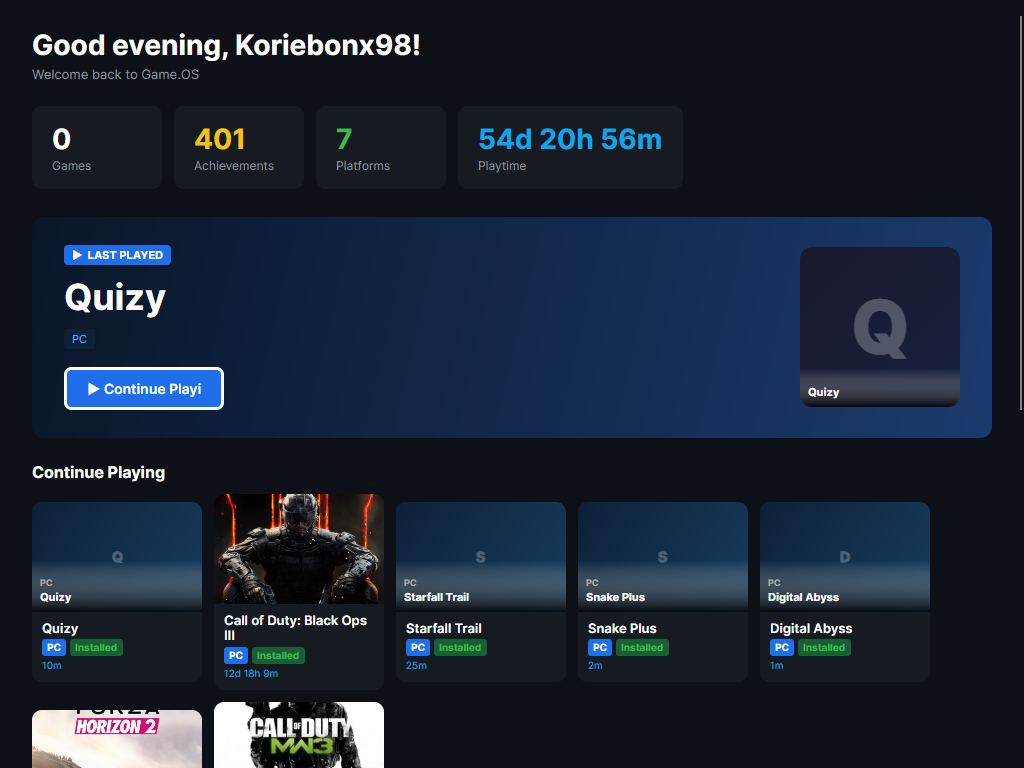 Good evening, Koriebonx98!
Welcome back to Game.OS
0
Games
401
Achievements
7
Platforms
54d 20h 56m
Playtime
▶ LAST PLAYED
Quizy
PC
▶ Continue Playi
Q
Quizy
Continue Playing
Q
PC
Quizy
Quizy
PC Installed
10m
Call of Duty: Black Ops
III
PC Installed
12d 18h 9m
S
PC
Starfall Trail
Starfall Trail
PC Installed
25m
S
PC
Snake Plus
Snake Plus
PC Installed
2m
D
PC
Digital Abyss
Digital Abyss
PC Installed
1m
FORZA
HORIZON 2
CALL OF DUTY
MW3